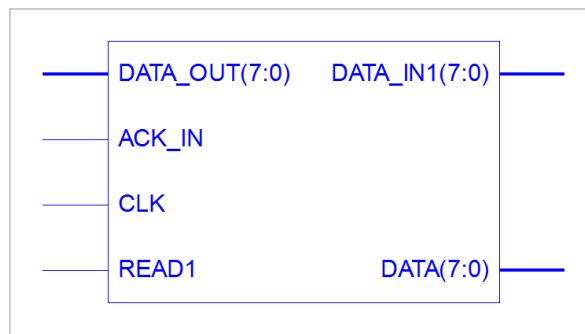 DATA_OUT(7:0) DATA_IN1(7:0)
ACK_IN
CLK
READ1 DATA(7:0)